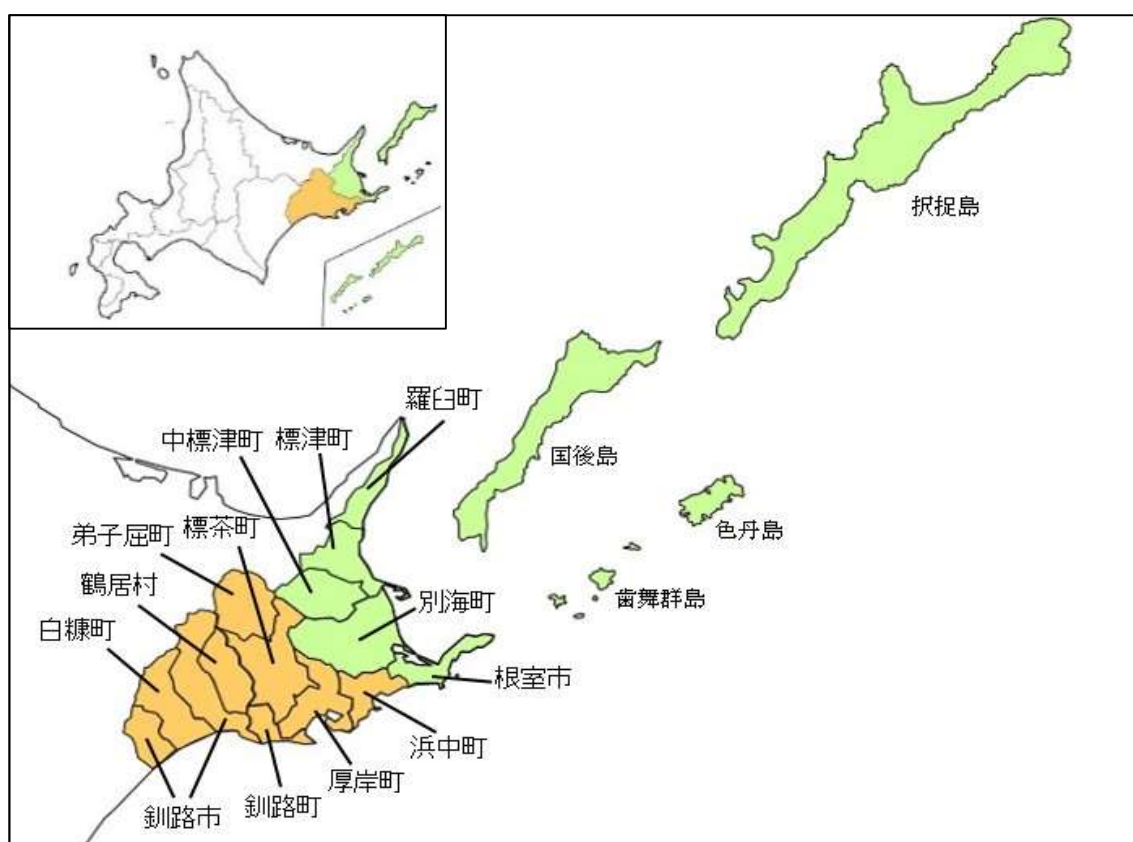 択捉島
羅臼町
中標津町
標津町
国後島
標茶町
弟子屈町
色丹島
鶴居村
別海町
歯舞群島
白糠町
根室市
浜中町
厚岸町
釧路町
釧路市